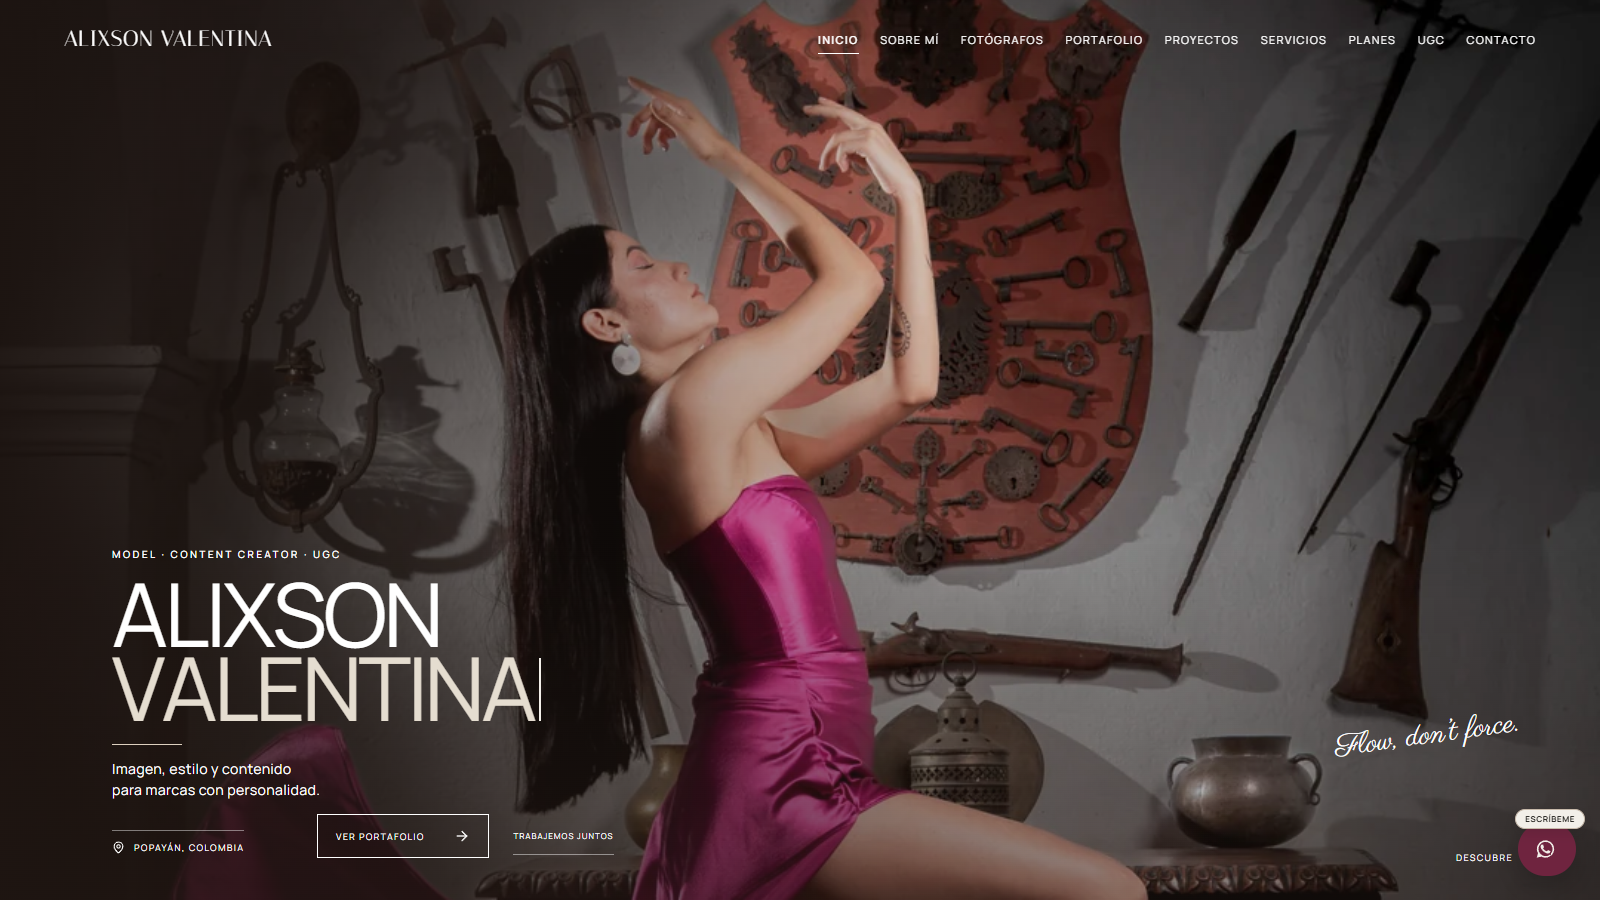 ALIXSON VALENTINA
INICIO SOBRE MÍ FOTÓGRAFOS PORTAFOLIO PROYECTOS SERVICIOS PLANES UGC CONTACTO
MODEL · CONTENT CREATOR · UGC
ALIXSON
VALENTINA
Imagen, estilo y contenido
para marcas con personalidad.
POPAYÁN, COLOMBIA
VER PORTAFOLIO
TRABAJEMOS JUNTOS
Flow, don't force.
ESCRÍBEME
DESCUBRE